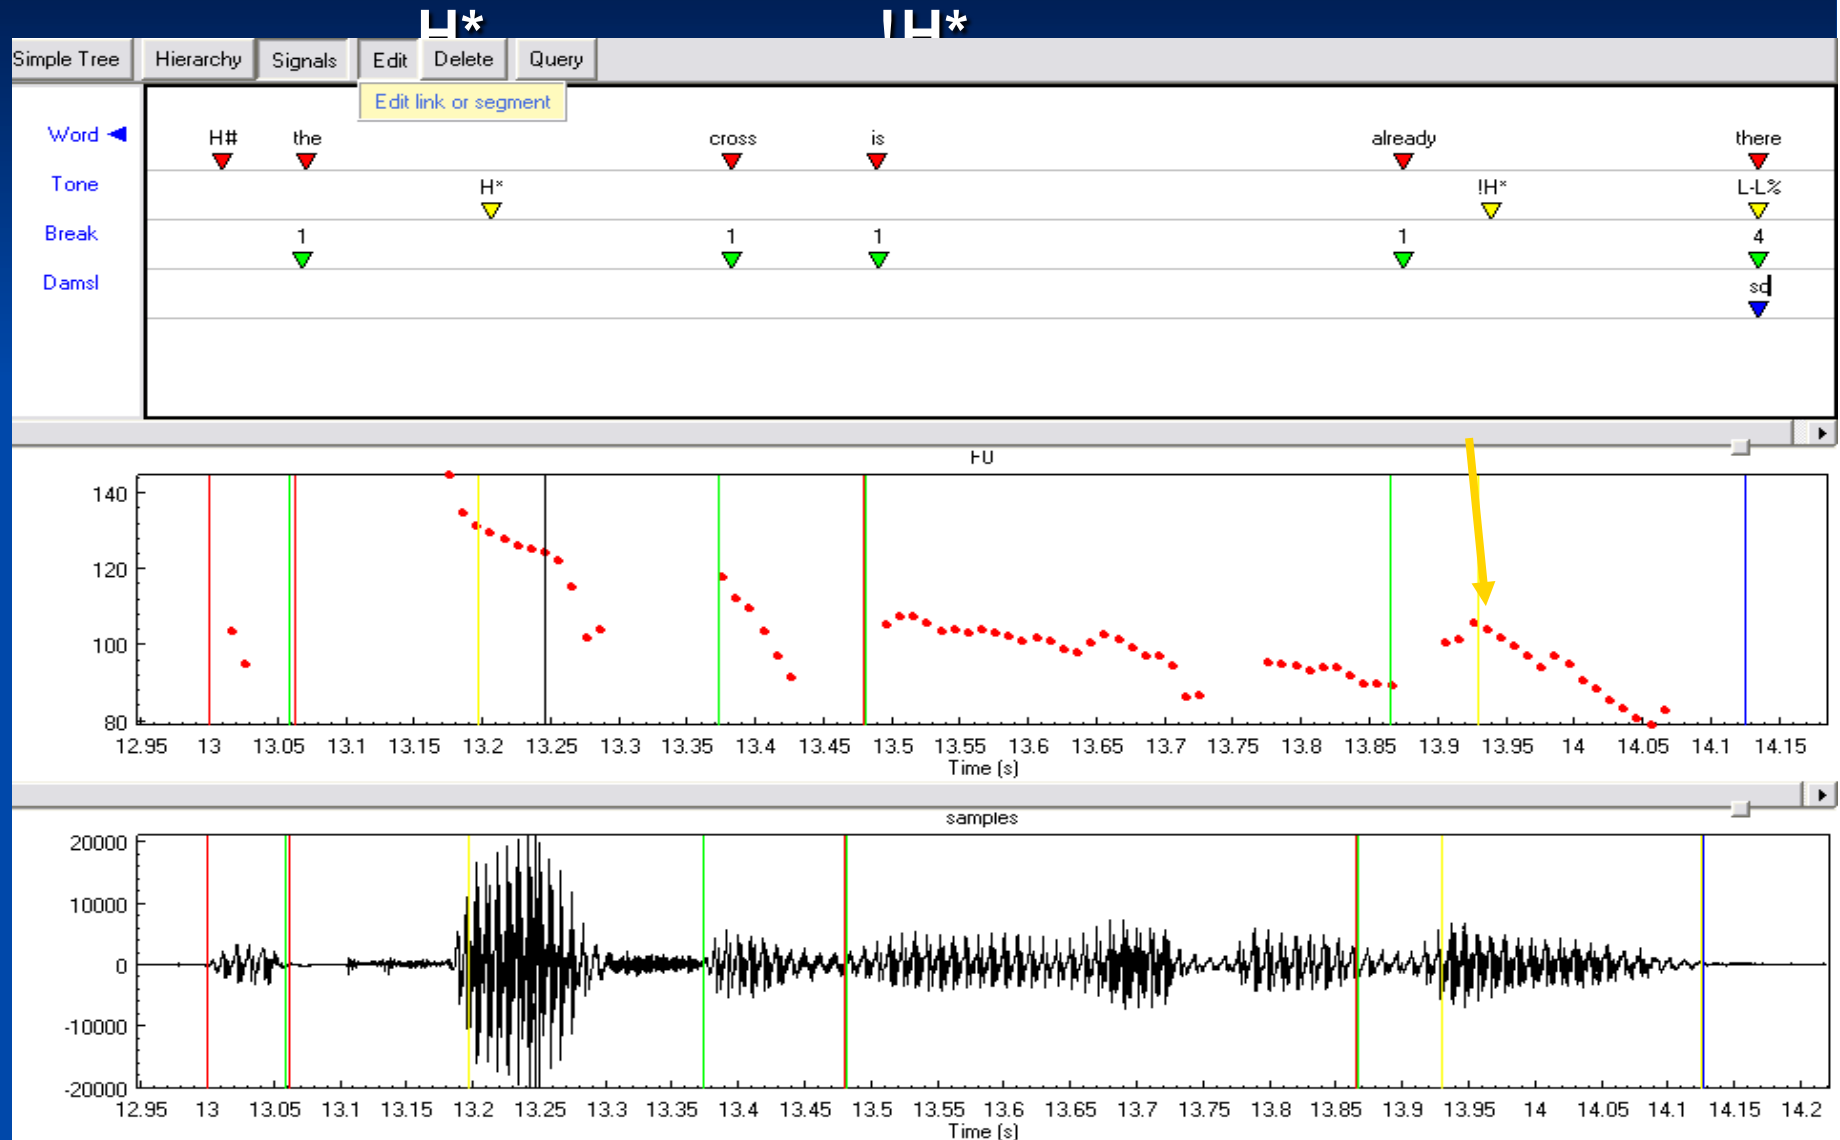 H* !H*
Simple Tree Hierarchy Signals Edit Delete Query
Edit link or segment
Word H# the cross is already there
Tone H* !H* L-L%
Break 1 1 1 1 4
Damsl sd
F0
140
120
100
80
12.95 13 13.05 13.1 13.15 13.2 13.25 13.3 13.35 13.4 13.45 13.5 13.55 13.6 13.65 13.7 13.75 13.8 13.85 13.9 13.95 14 14.05 14.1 14.15
Time (s)
samples
20000
10000
0
-10000
-20000
12.95 13 13.05 13.1 13.15 13.2 13.25 13.3 13.35 13.4 13.45 13.5 13.55 13.6 13.65 13.7 13.75 13.8 13.85 13.9 13.95 14 14.05 14.1 14.15 14.2
Time (s)